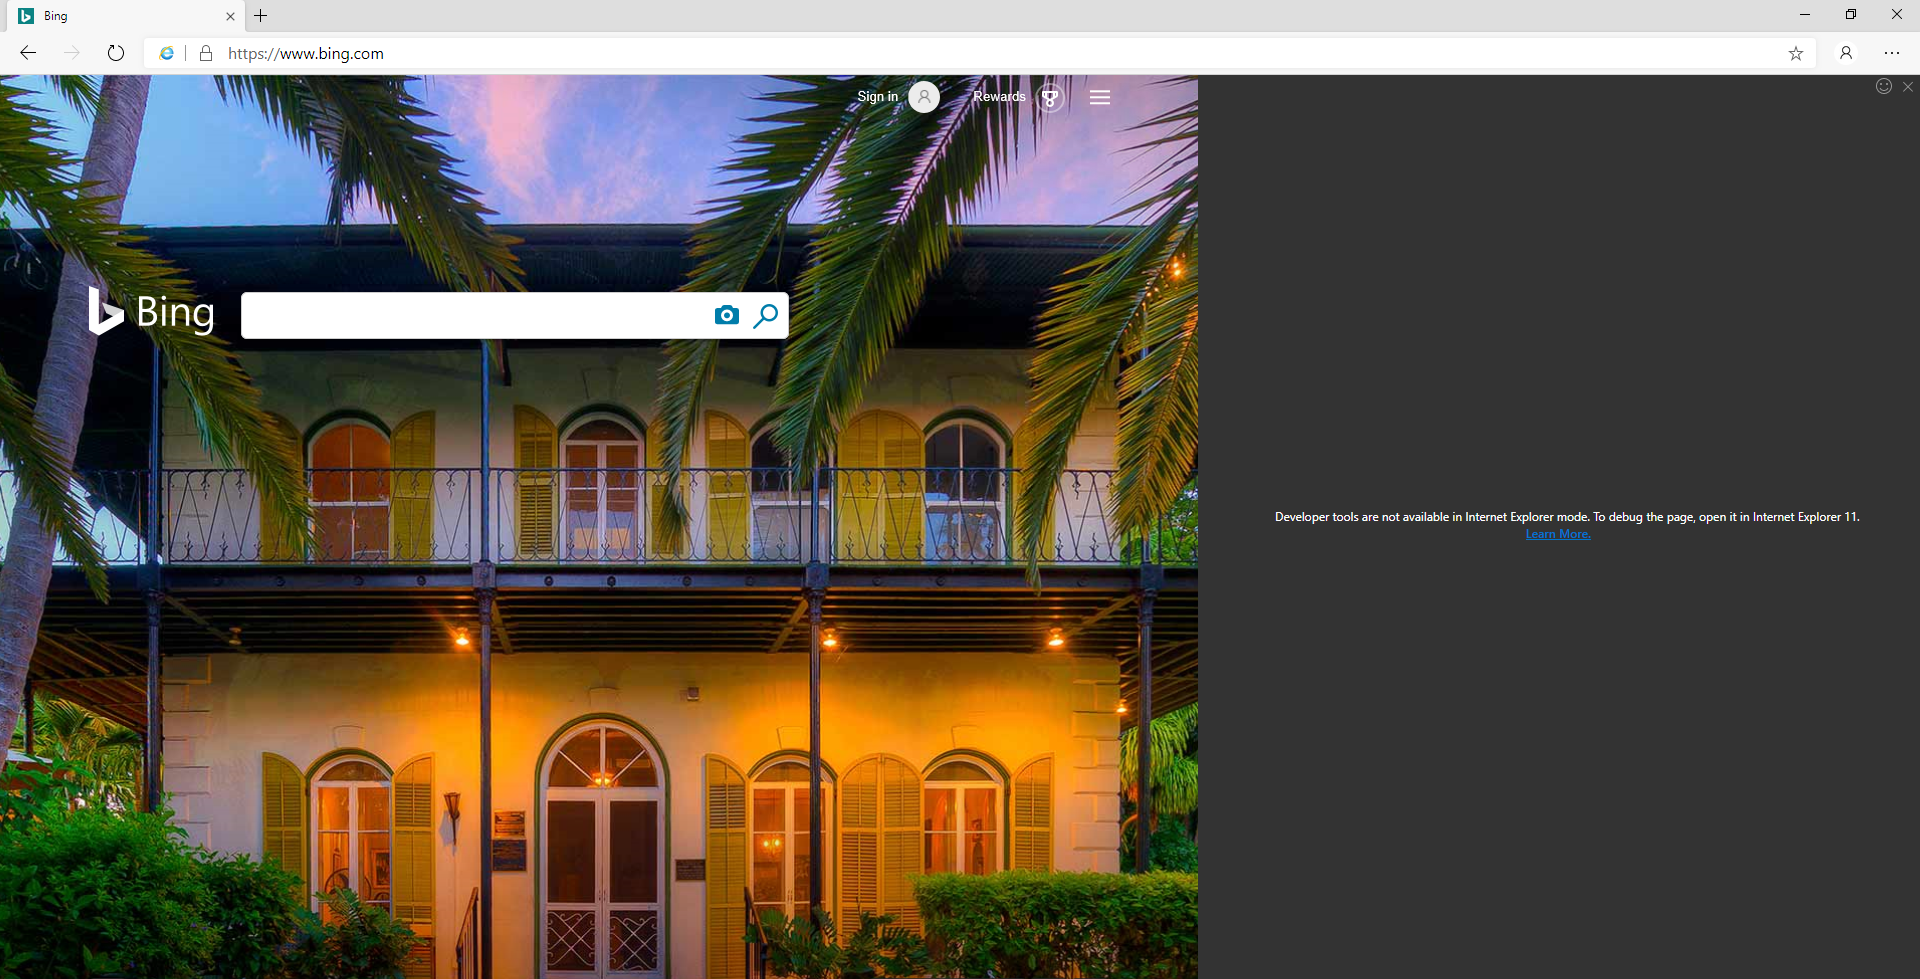 Bing
https://www.bing.com
Sign in
Rewards
Bing
Developer tools are not available in Internet Explorer mode. To debug the page, open it in Internet Explorer 11.
Learn More.